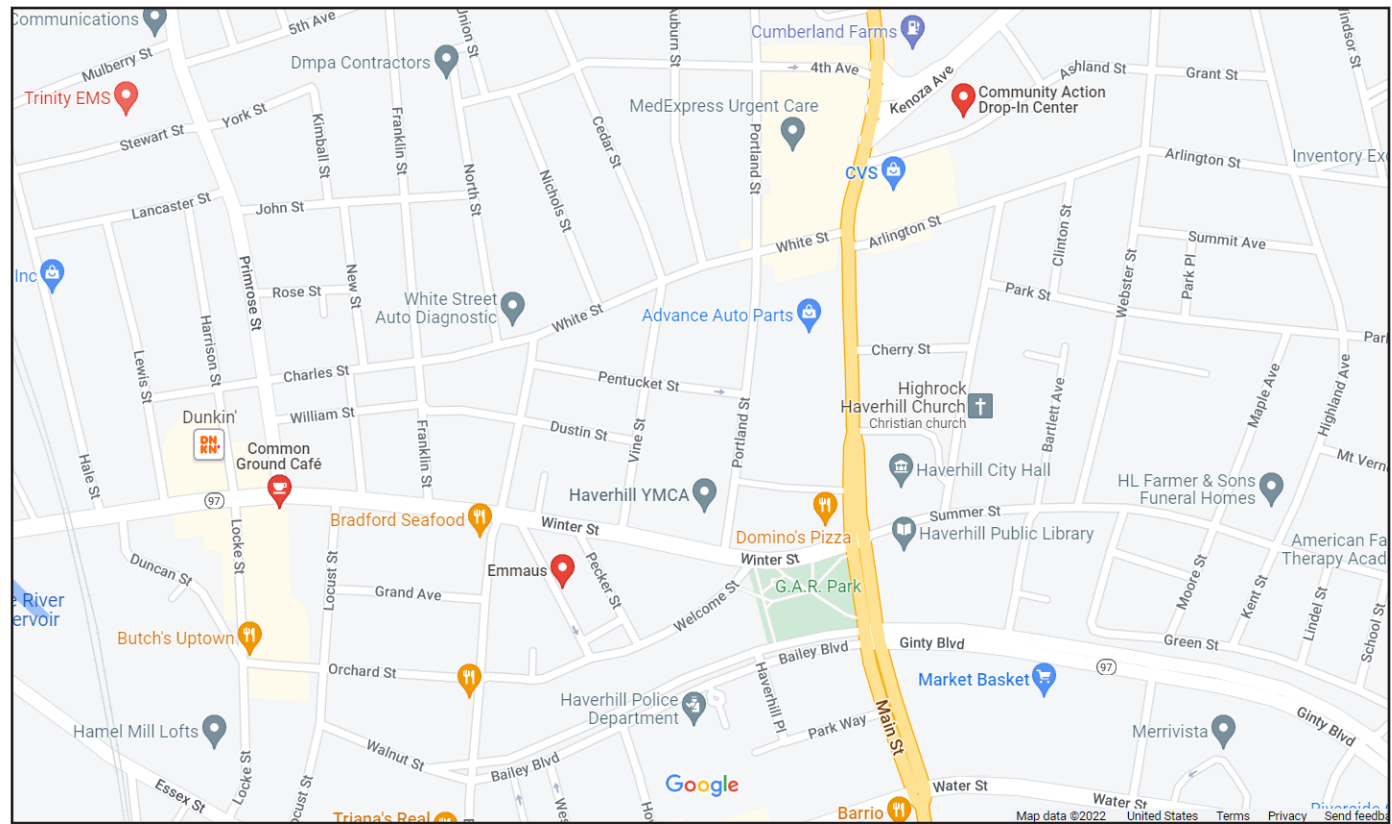 Communications
5th Ave
Union St
Auburn St
Cumberland Farms
Windsor St
Mulberry St
Dmpa Contractors
4th Ave
Kenoza Ave
Ashland St
Grant St
Trinity EMS
York St
Kimball St
Franklin St
MedExpress Urgent Care
Community Action
Drop-In Center
Stewart St
Cedar St
Portland St
Arlington St
Inventory Ex
CVS
North St
Nichols St
Lancaster St
John St
White St
Arlington St
Clinton St
Summit Ave
Inc
Primrose St
New St
Rose St
White Street
Auto Diagnostic
White St
Advance Auto Parts
Park St
Webster St
Park Pl
Harrison St
Lewis St
Charles St
Pentucket St
Cherry St
Highrock
Haverhill Church
Christian church
Maple Ave
Highland Ave
Dunkin'
DN
KN'
William St
Franklin St
Dustin St
Vine St
Portland St
Bartlett Ave
Common
Ground Café
Hale St
97
Haverhill YMCA
Haverhill City Hall
HL Farmer & Sons
Funeral Homes
Bradford Seafood
Winter St
Domino's Pizza
Summer St
Haverhill Public Library
American Fa
Therapy Acad
Locke St
Duncan St
Locust St
Emmaus
Pecker St
Winter St
G.A.R. Park
Moore St
Kent St
Lindel St
School St
e River
ervoir
Grand Ave
Welcome St
Butch's Uptown
Orchard St
Bailey Blvd
Ginty Blvd
Green St
97
Market Basket
Haverhill Police
Department
Haverhill Pl
Park Way
Main St
Ginty Blvd
Hamel Mill Lofts
Walnut St
Bailey Blvd
Merrivista
Essex St
Locke St
ocust St
Google
Water St
Water St
Triana's Real
Wes
Barrio
Riverside
Map data ©2022 United States Terms Privacy Send feedba